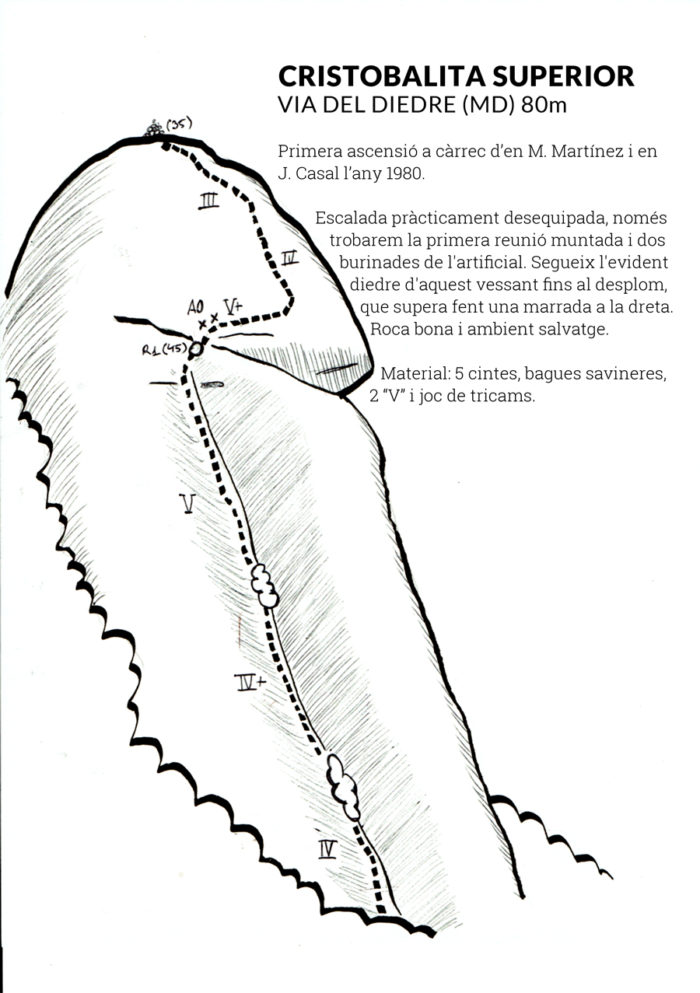 CRISTOBALITA SUPERIOR
VIA DEL DIEDRE (MD) 80m
(35)
Primera ascensió a càrrec d'en M. Martínez i en
J. Casal l'any 1980.
III
Escalada pràcticament desequipada, només
trobarem la primera reunió muntada i dos
IV
burinades de l'artificial. Segueix l'evident
diedre d'aquest vessant fins al desplom,
que supera fent una marrada a la dreta.
A0
V+
Roca bona i ambient salvatge.
R1 (45)
Material: 5 cintes, bagues savineres,
2 "V" i joc de tricams.
V
IV+
IV